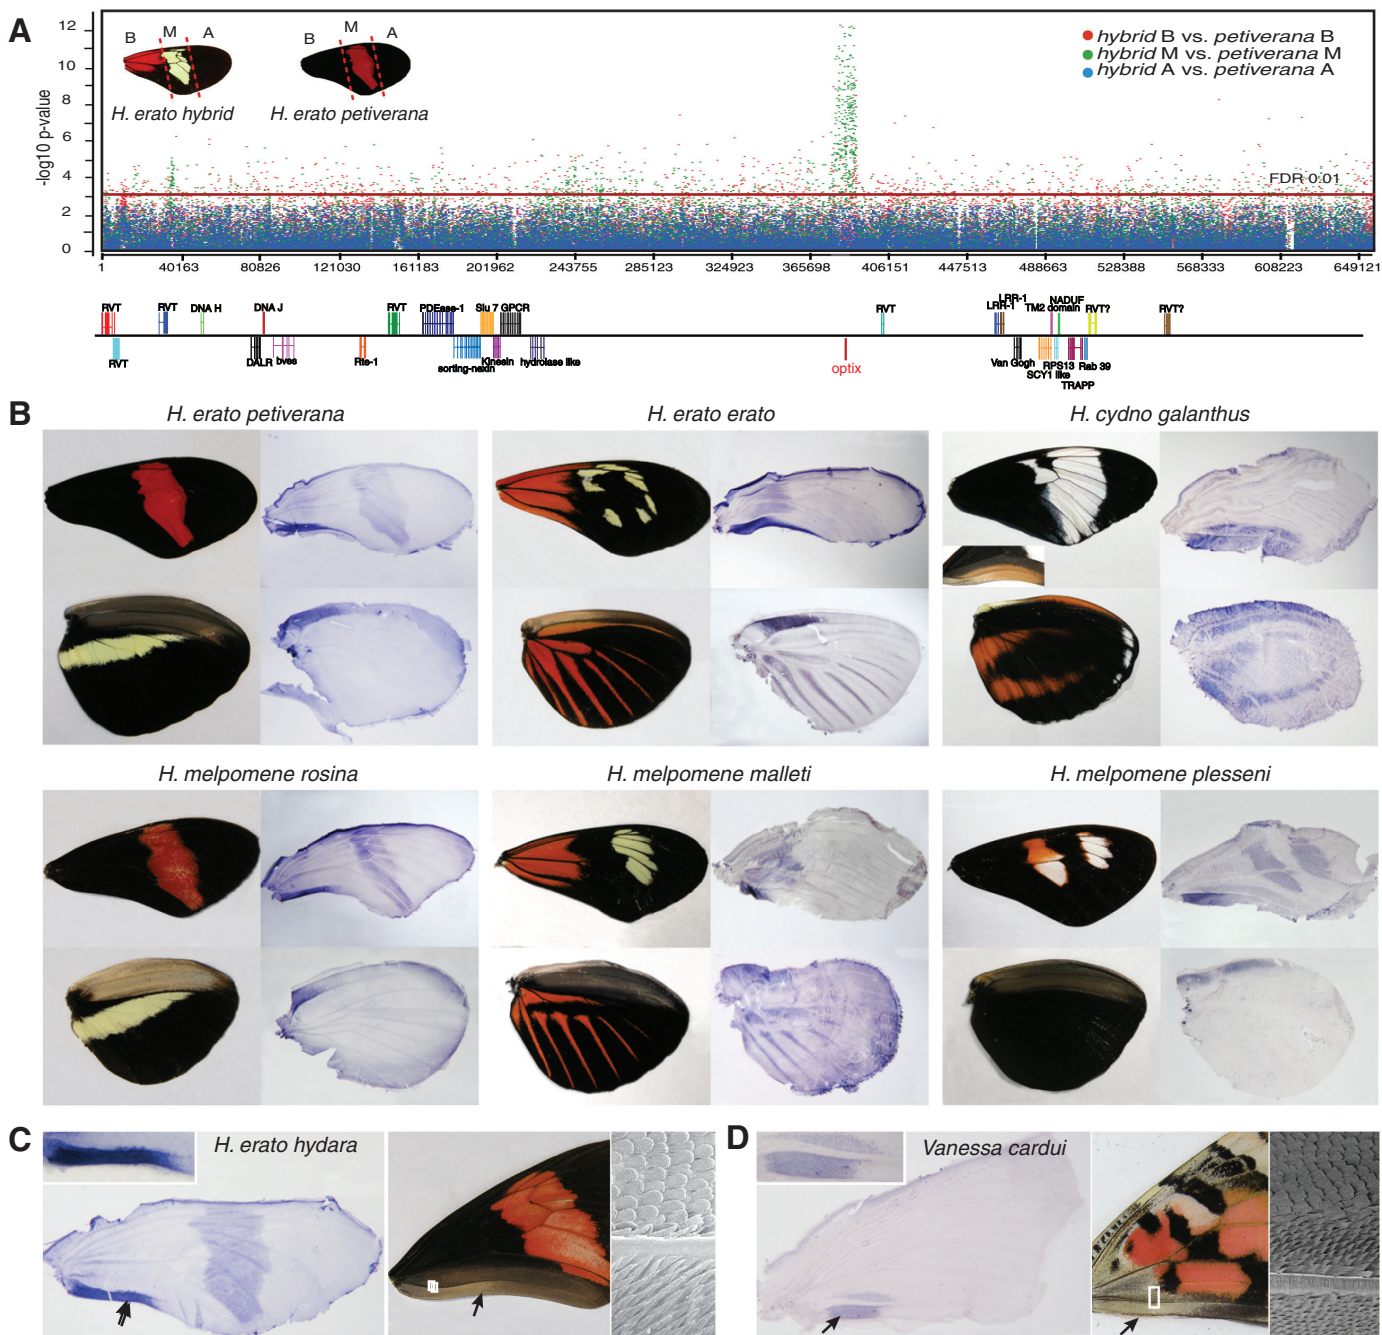 A
12
10
8
6
4
2
0
-log10 p-value
B M A
B M A
H. erato hybrid
H. erato petiverana
hybrid B vs. petiverana B
hybrid M vs. petiverana M
hybrid A vs. petiverana A
FDR 0.01
1 40163 80826 121030 161183 201962 243755 285123 324923 365698 406151 447513 488663 528388 568333 608223 649121
RVT RVT DNA H DNA J RVT PDEase-1 Slu 7 GPCR RVT LRR-1 LRR-1 TM2 domain NADUF RVT? RVT?
RVT DALR bves Rte-1 sorting-nexin Kinesin hydrolase like optix Van Gogh SCY1 like RPS13 TRAPP Rab 39
B
H. erato petiverana
H. erato erato
H. cydno galanthus
H. melpomene rosina
H. melpomene malleti
H. melpomene plesseni
C
H. erato hydara
D
Vanessa cardui